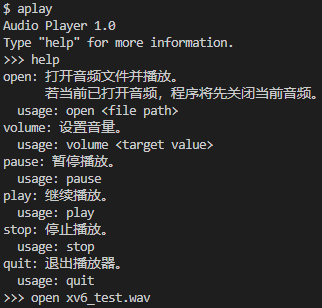 $ aplay
Audio Player 1.0
Type "help" for more information.
>>> help
open: 打开音频文件并播放。
若当前已打开音频，程序将先关闭当前音频。
usage: open <file path>
volume: 设置音量。
usage: volume <target value>
pause: 暂停播放。
usage: pause
play: 继续播放。
usage: play
stop: 停止播放。
usage: stop
quit: 退出播放器。
usage: quit
>>> open xv6_test.wav